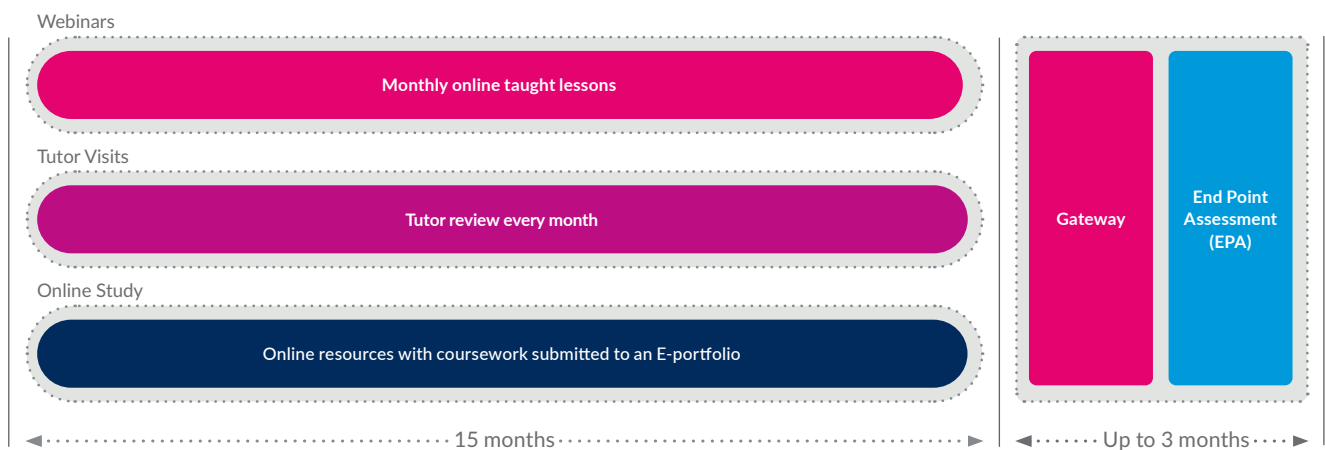 Webinars
Monthly online taught lessons
Tutor Visits
Tutor review every month
Online Study
Online resources with coursework submitted to an E-portfolio
15 months
Gateway
End Point
Assessment
(EPA)
Up to 3 months